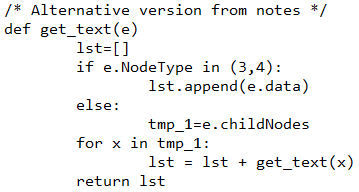 /* Alternative version from notes */
def get_text(e)
        lst=[]
        if e.NodeType in (3,4):
                lst.append(e.data)
        else:
                tmp_1=e.childNodes
        for x in tmp_1:
                lst = lst + get_text(x)
        return lst